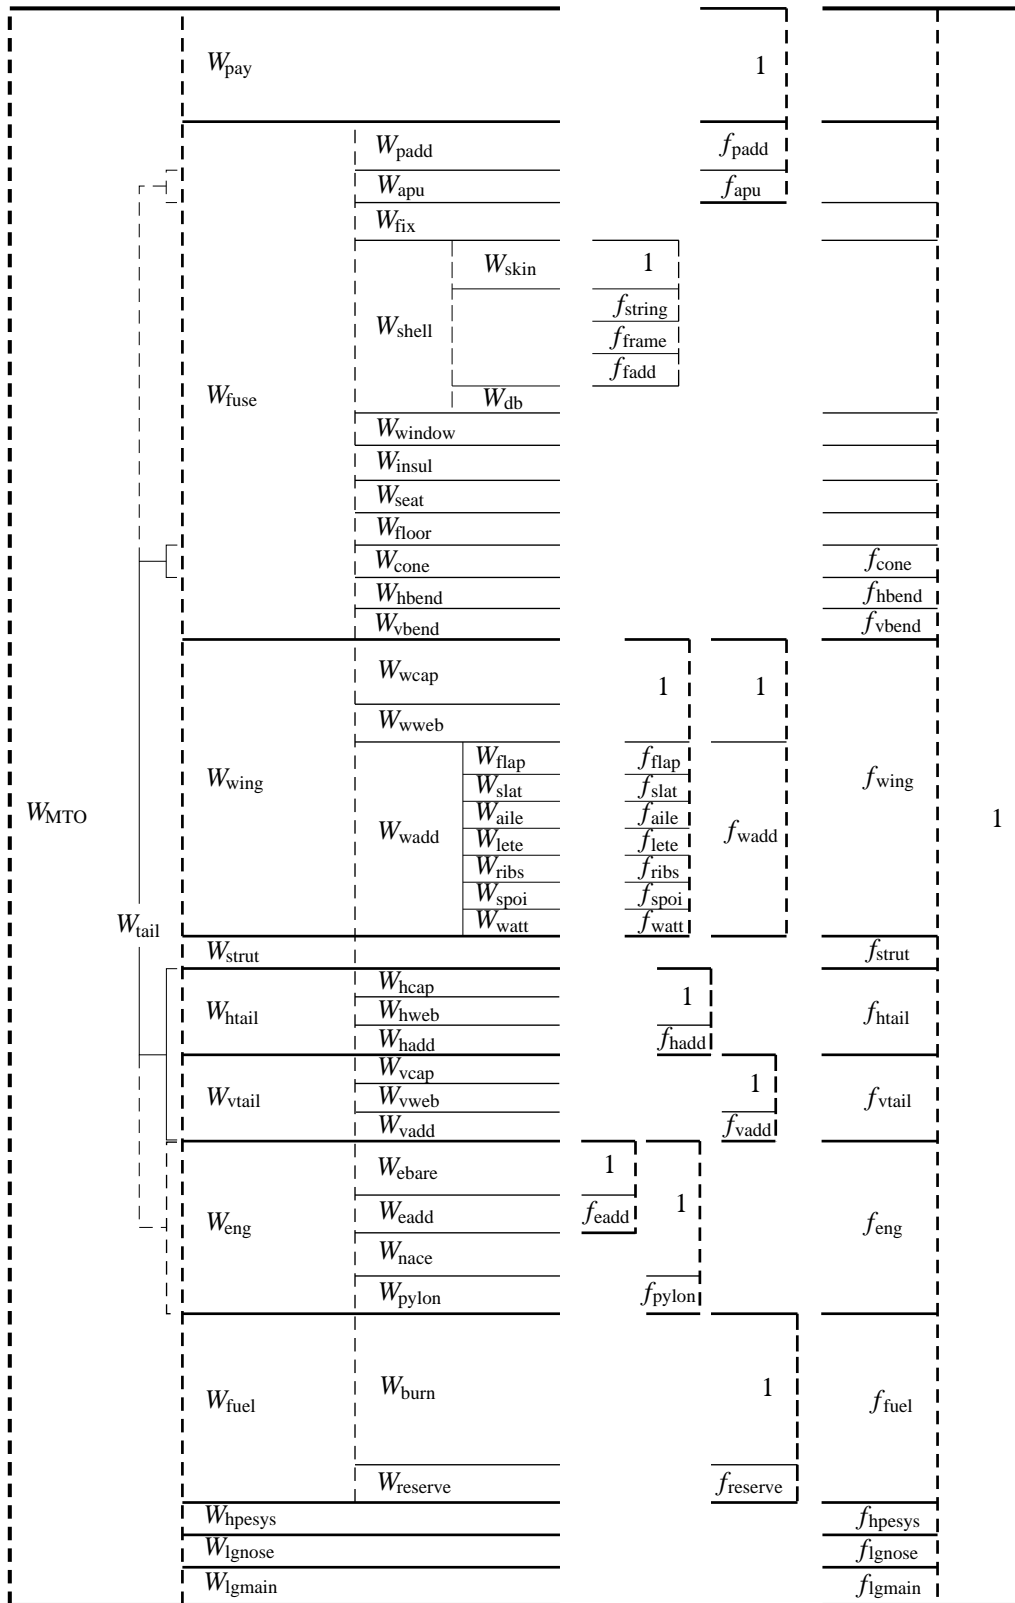 W_pay 1
W_padd f_padd
W_apu f_apu
W_fix
W_skin 1
f_string
W_shell
f_frame
f_fadd
W_fuse W_db
W_window
W_insul
W_seat
W_floor
W_cone f_cone
W_hbend f_hbend
W_vbend f_vbend
W_wcap 1 1
W_wweb
W_flap f_flap
W_wing f_wing
W_slat f_slat
W_MTO W_aile f_aile 1
W_wadd f_wadd
W_lete f_lete
W_ribs f_ribs
W_spoi f_spoi
W_tail W_watt f_watt
W_strut f_strut
W_hcap 1
W_htail W_hweb f_htail
W_hadd f_hadd
W_vcap
W_vtail W_vweb 1 f_vtail
W_vadd f_vadd
W_ebare 1
W_eadd f_eadd 1
W_eng f_eng
W_nace
W_pylon f_pylon
W_fuel W_burn 1 f_fuel
W_reserve f_reserve
W_hpesys f_hpesys
W_lgnose f_lgnose
W_lgmain f_lgmain